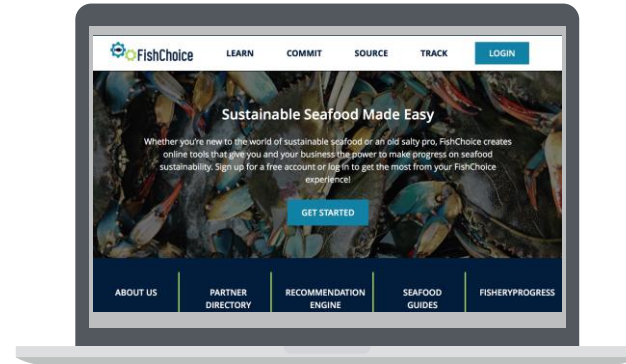 FishChoice LEARN COMMIT SOURCE TRACK LOGIN
Sustainable Seafood Made Easy
Whether you're new to the world of sustainable seafood or an old salty pro, FishChoice creates
online tools that give you and your business the power to make progress on seafood
sustainability. Sign up for a free account or log in to get the most from your FishChoice
experience!
GET STARTED
ABOUT US PARTNER RECOMMENDATION SEAFOOD FISHERYPROGRESS
DIRECTORY ENGINE GUIDES